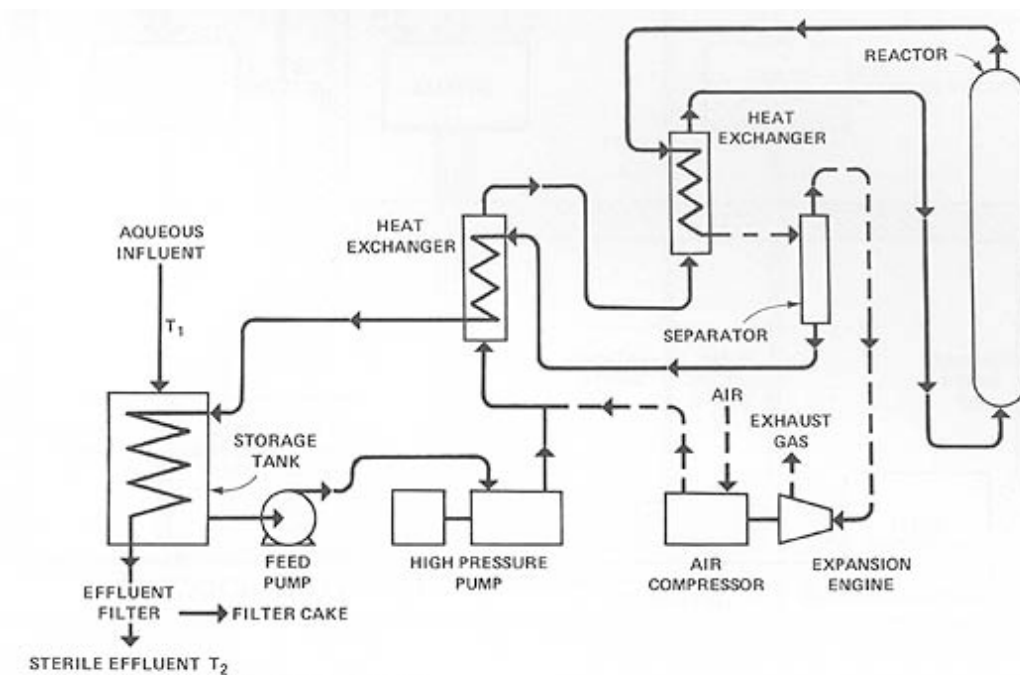 REACTOR
HEAT
EXCHANGER
HEAT
EXCHANGER
AQUEOUS
INFLUENT
T₁
SEPARATOR
AIR
EXHAUST
GAS
STORAGE
TANK
FEED
PUMP
HIGH PRESSURE
PUMP
AIR
COMPRESSOR
EXPANSION
ENGINE
EFFLUENT
FILTER
FILTER CAKE
STERILE EFFLUENT T₂